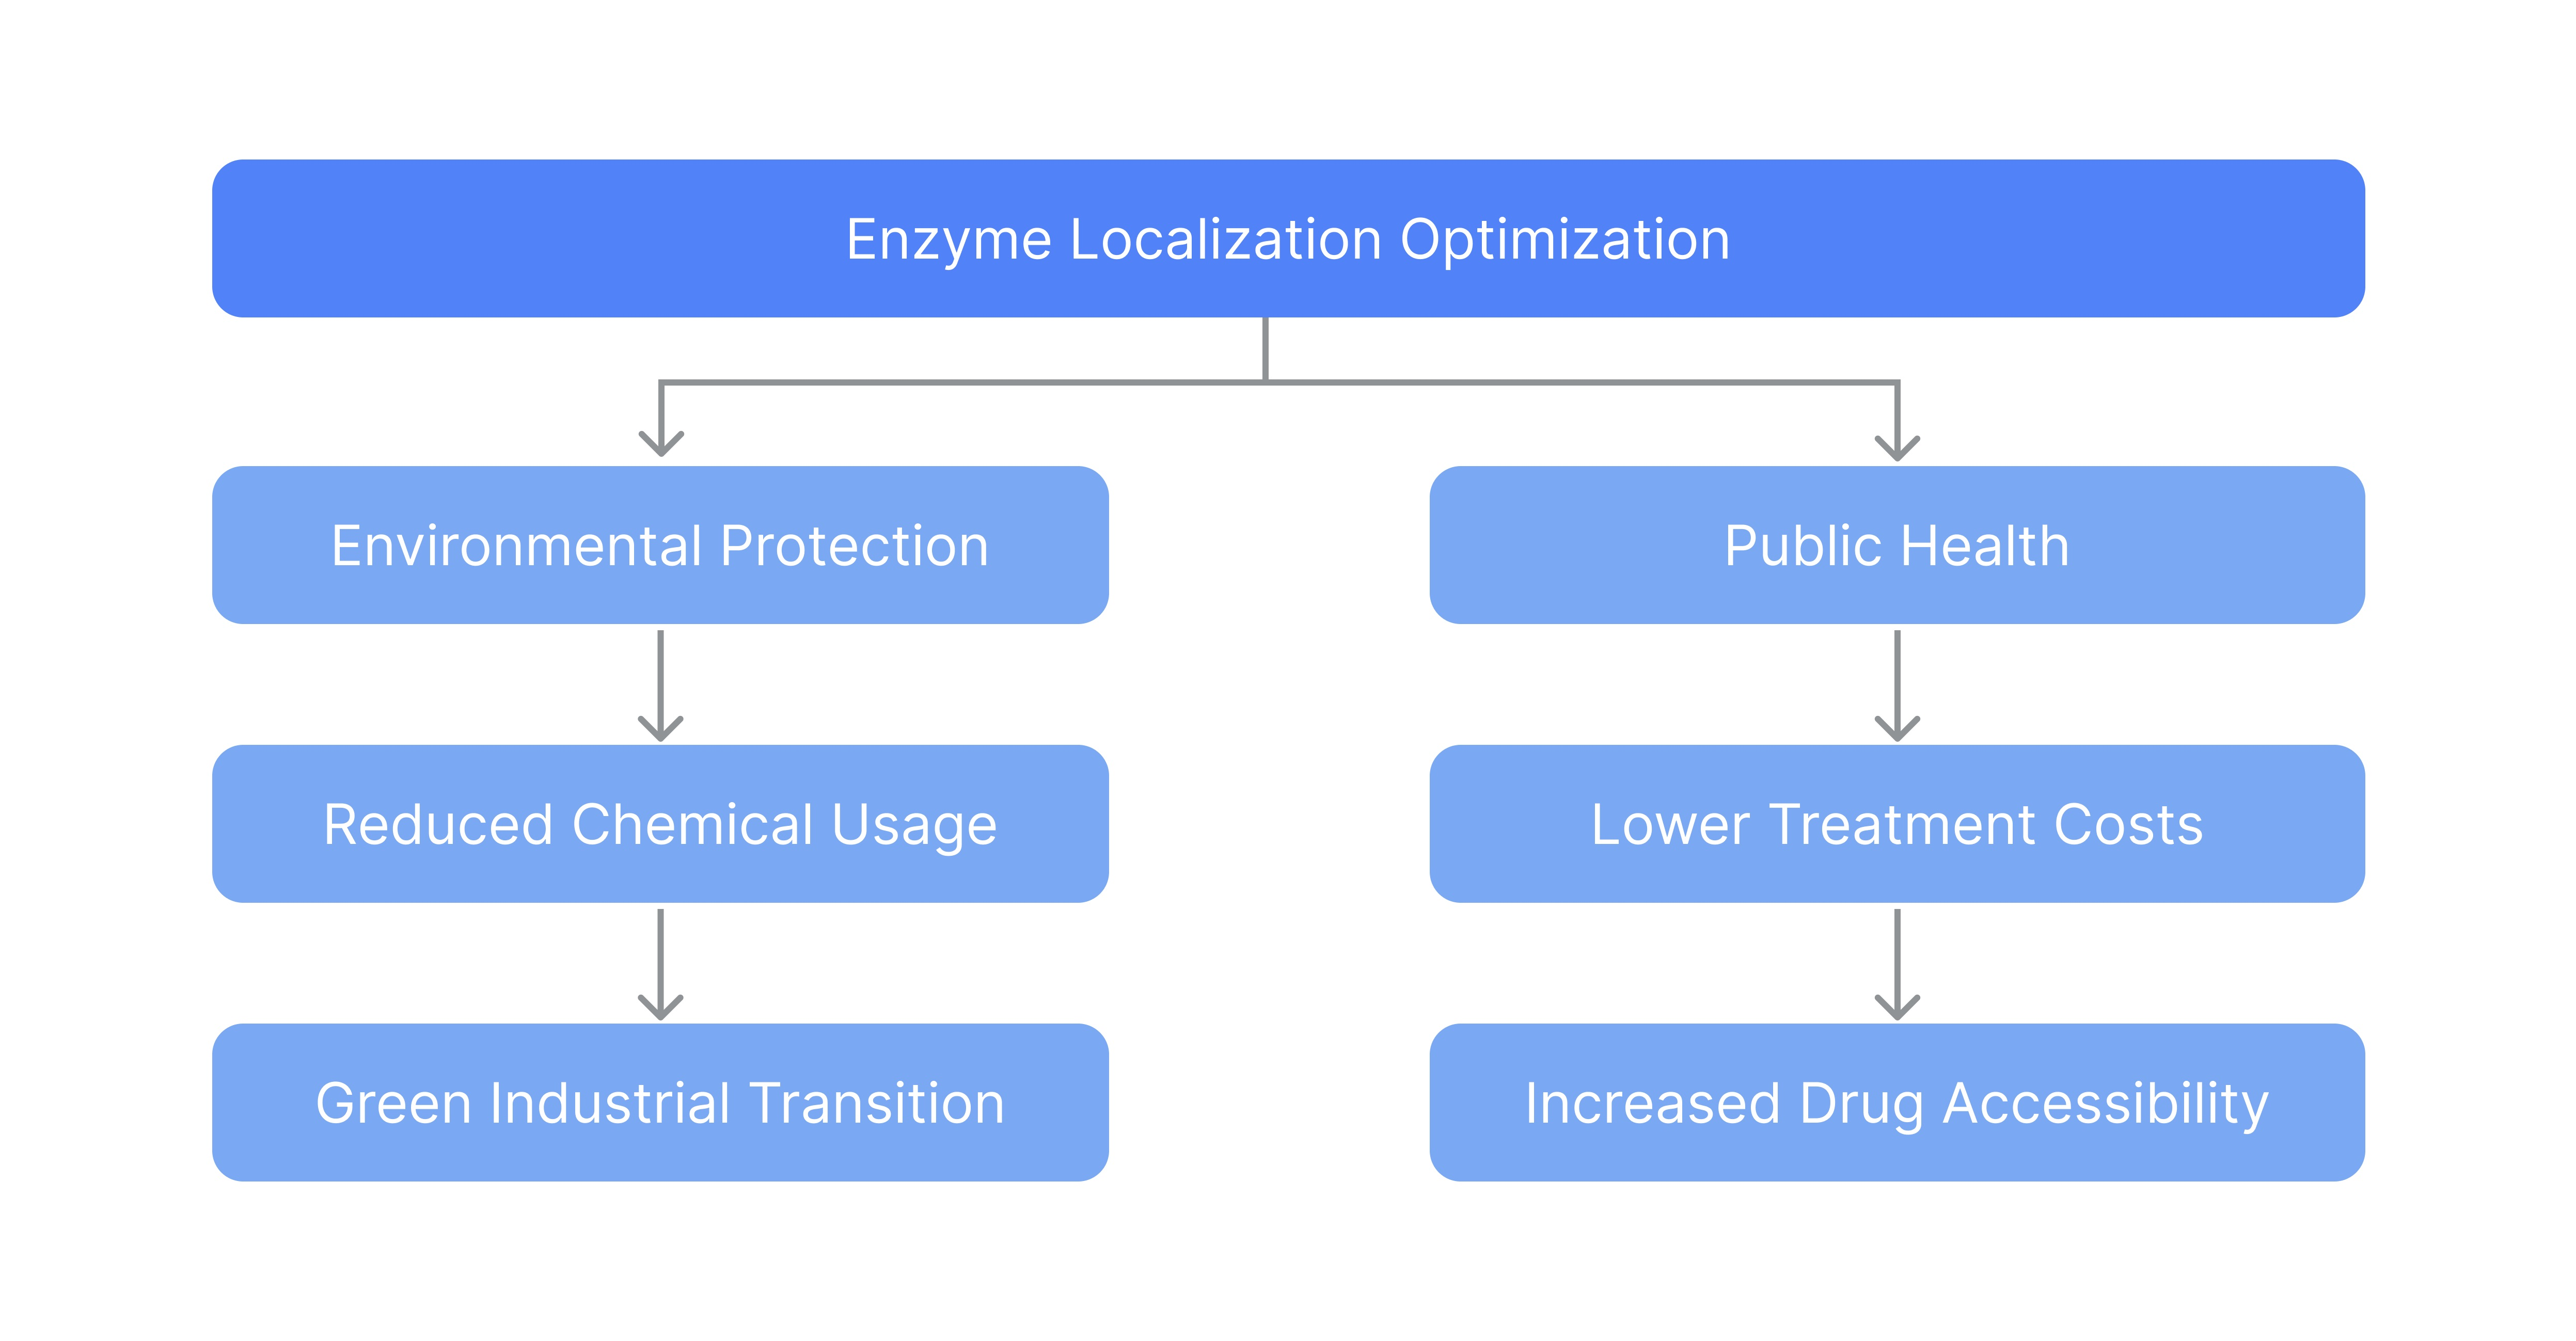 Enzyme Localization Optimization
Environmental Protection
Public Health
Reduced Chemical Usage
Lower Treatment Costs
Green Industrial Transition
Increased Drug Accessibility